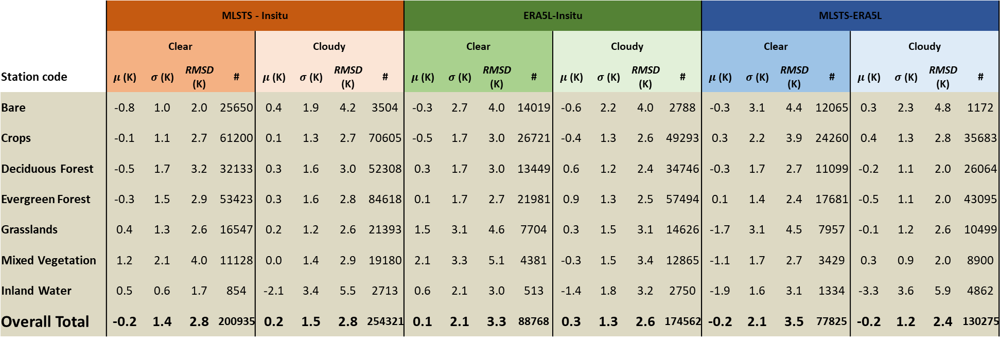 MLSTS - Insitu ERA5L-Insitu MLSTS-ERA5L
Clear Cloudy Clear Cloudy Clear Cloudy
Station code μ (K) σ (K) RMSD (K) # μ (K) σ (K) RMSD (K) # μ (K) σ (K) RMSD (K) # μ (K) σ (K) RMSD (K) # μ (K) σ (K) RMSD (K) # μ (K) σ (K) RMSD (K) #
Bare -0.8 1.0 2.0 25650 0.4 1.9 4.2 3504 -0.3 2.7 4.0 14019 -0.6 2.2 4.0 2788 -0.3 3.1 4.4 12065 0.3 2.3 4.8 1172
Crops -0.1 1.1 2.7 61200 0.1 1.3 2.7 70605 -0.5 1.7 3.0 26721 -0.4 1.3 2.6 49293 0.3 2.2 3.9 24260 0.4 1.3 2.8 35683
Deciduous Forest -0.5 1.7 3.2 32133 0.3 1.6 3.0 52308 0.3 1.7 3.0 13449 0.6 1.2 2.4 34746 -0.3 1.7 2.7 11099 -0.2 1.1 2.0 26064
Evergreen Forest -0.3 1.5 2.9 53423 0.3 1.6 2.8 84618 0.1 1.7 2.7 21981 0.9 1.3 2.5 57494 0.1 1.4 2.4 17681 -0.5 1.1 2.0 43095
Grasslands 0.4 1.3 2.6 16547 0.2 1.2 2.6 21393 1.5 3.1 4.6 7704 0.3 1.5 3.1 14626 -1.7 3.1 4.5 7957 -0.1 1.2 2.6 10499
Mixed Vegetation 1.2 2.1 4.0 11128 0.0 1.4 2.9 19180 2.1 3.3 5.1 4381 -0.3 1.5 3.4 12865 -1.1 1.7 2.7 3429 0.3 0.9 2.0 8900
Inland Water 0.5 0.6 1.7 854 -2.1 3.4 5.5 2713 0.6 2.1 3.0 513 -1.4 1.8 3.2 2750 -1.9 1.6 3.1 1334 -3.3 3.6 5.9 4862
Overall Total -0.2 1.4 2.8 200935 0.2 1.5 2.8 254321 0.1 2.1 3.3 88768 0.3 1.3 2.6 174562 -0.2 2.1 3.5 77825 -0.2 1.2 2.4 130275